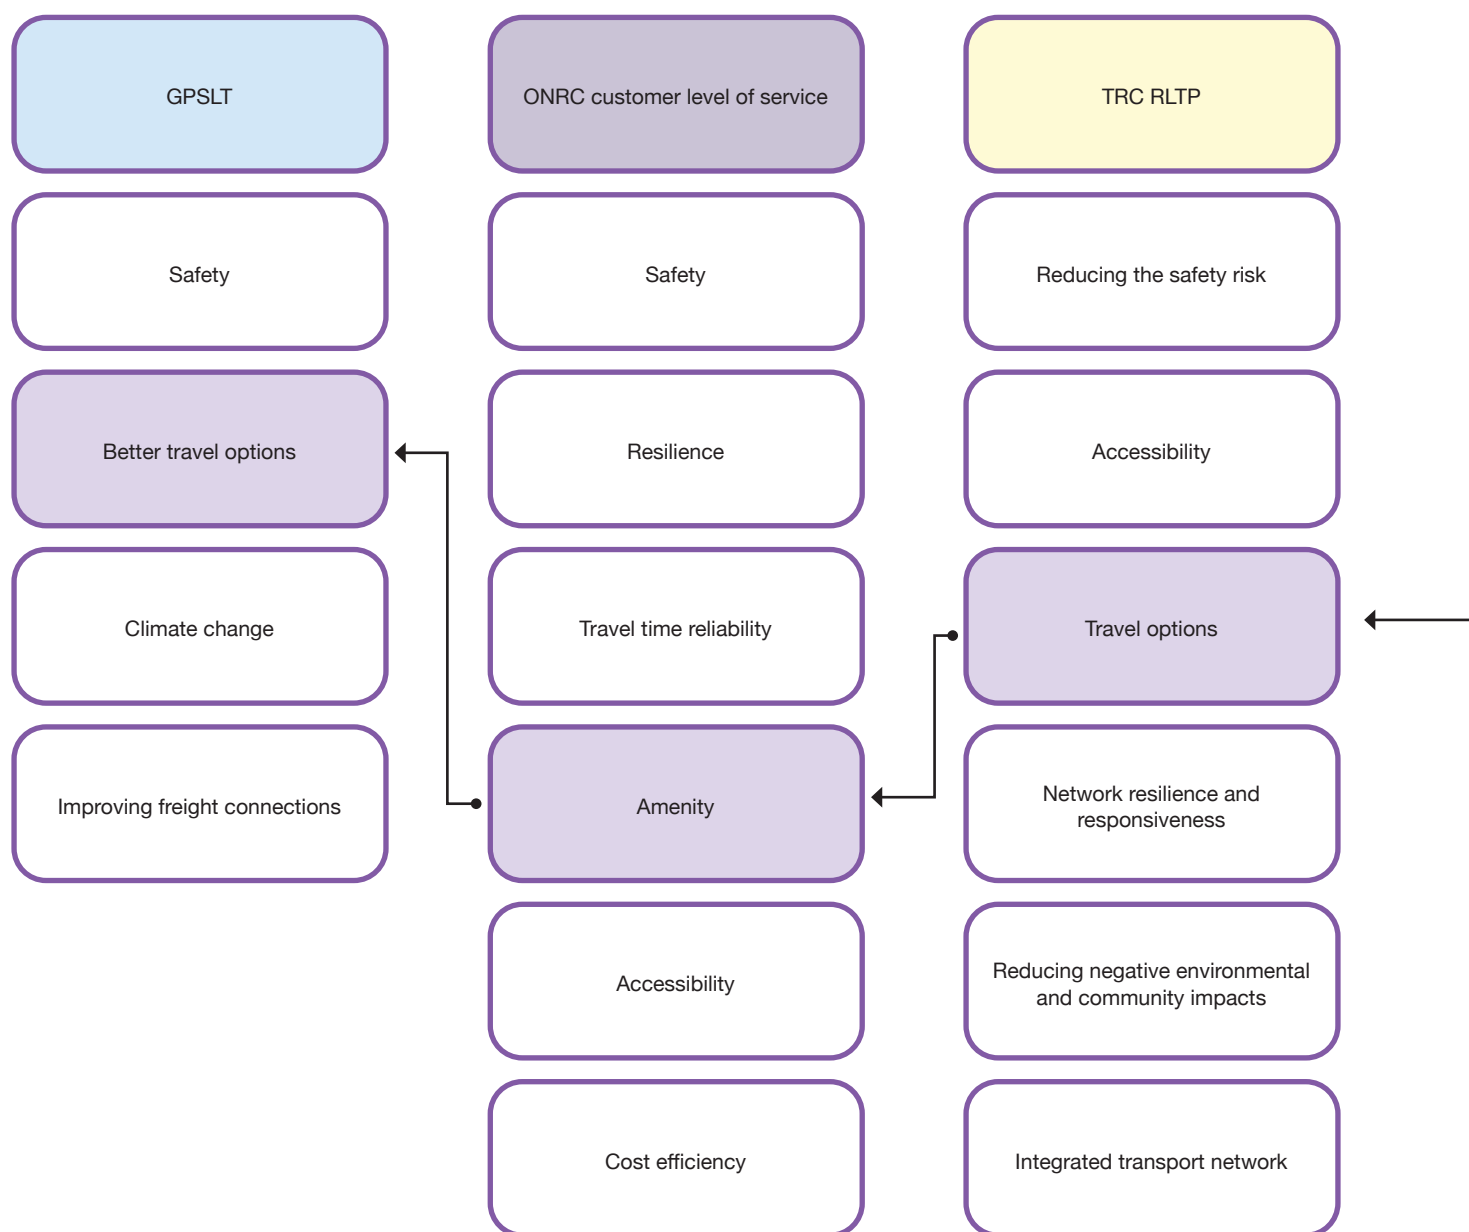 GPSLT
ONRC customer level of service
TRC RLTP
Safety
Safety
Reducing the safety risk
Better travel options
Resilience
Accessibility
Climate change
Travel time reliability
Travel options
Improving freight connections
Amenity
Network resilience and
responsiveness
Accessibility
Reducing negative environmental
and community impacts
Cost efficiency
Integrated transport network